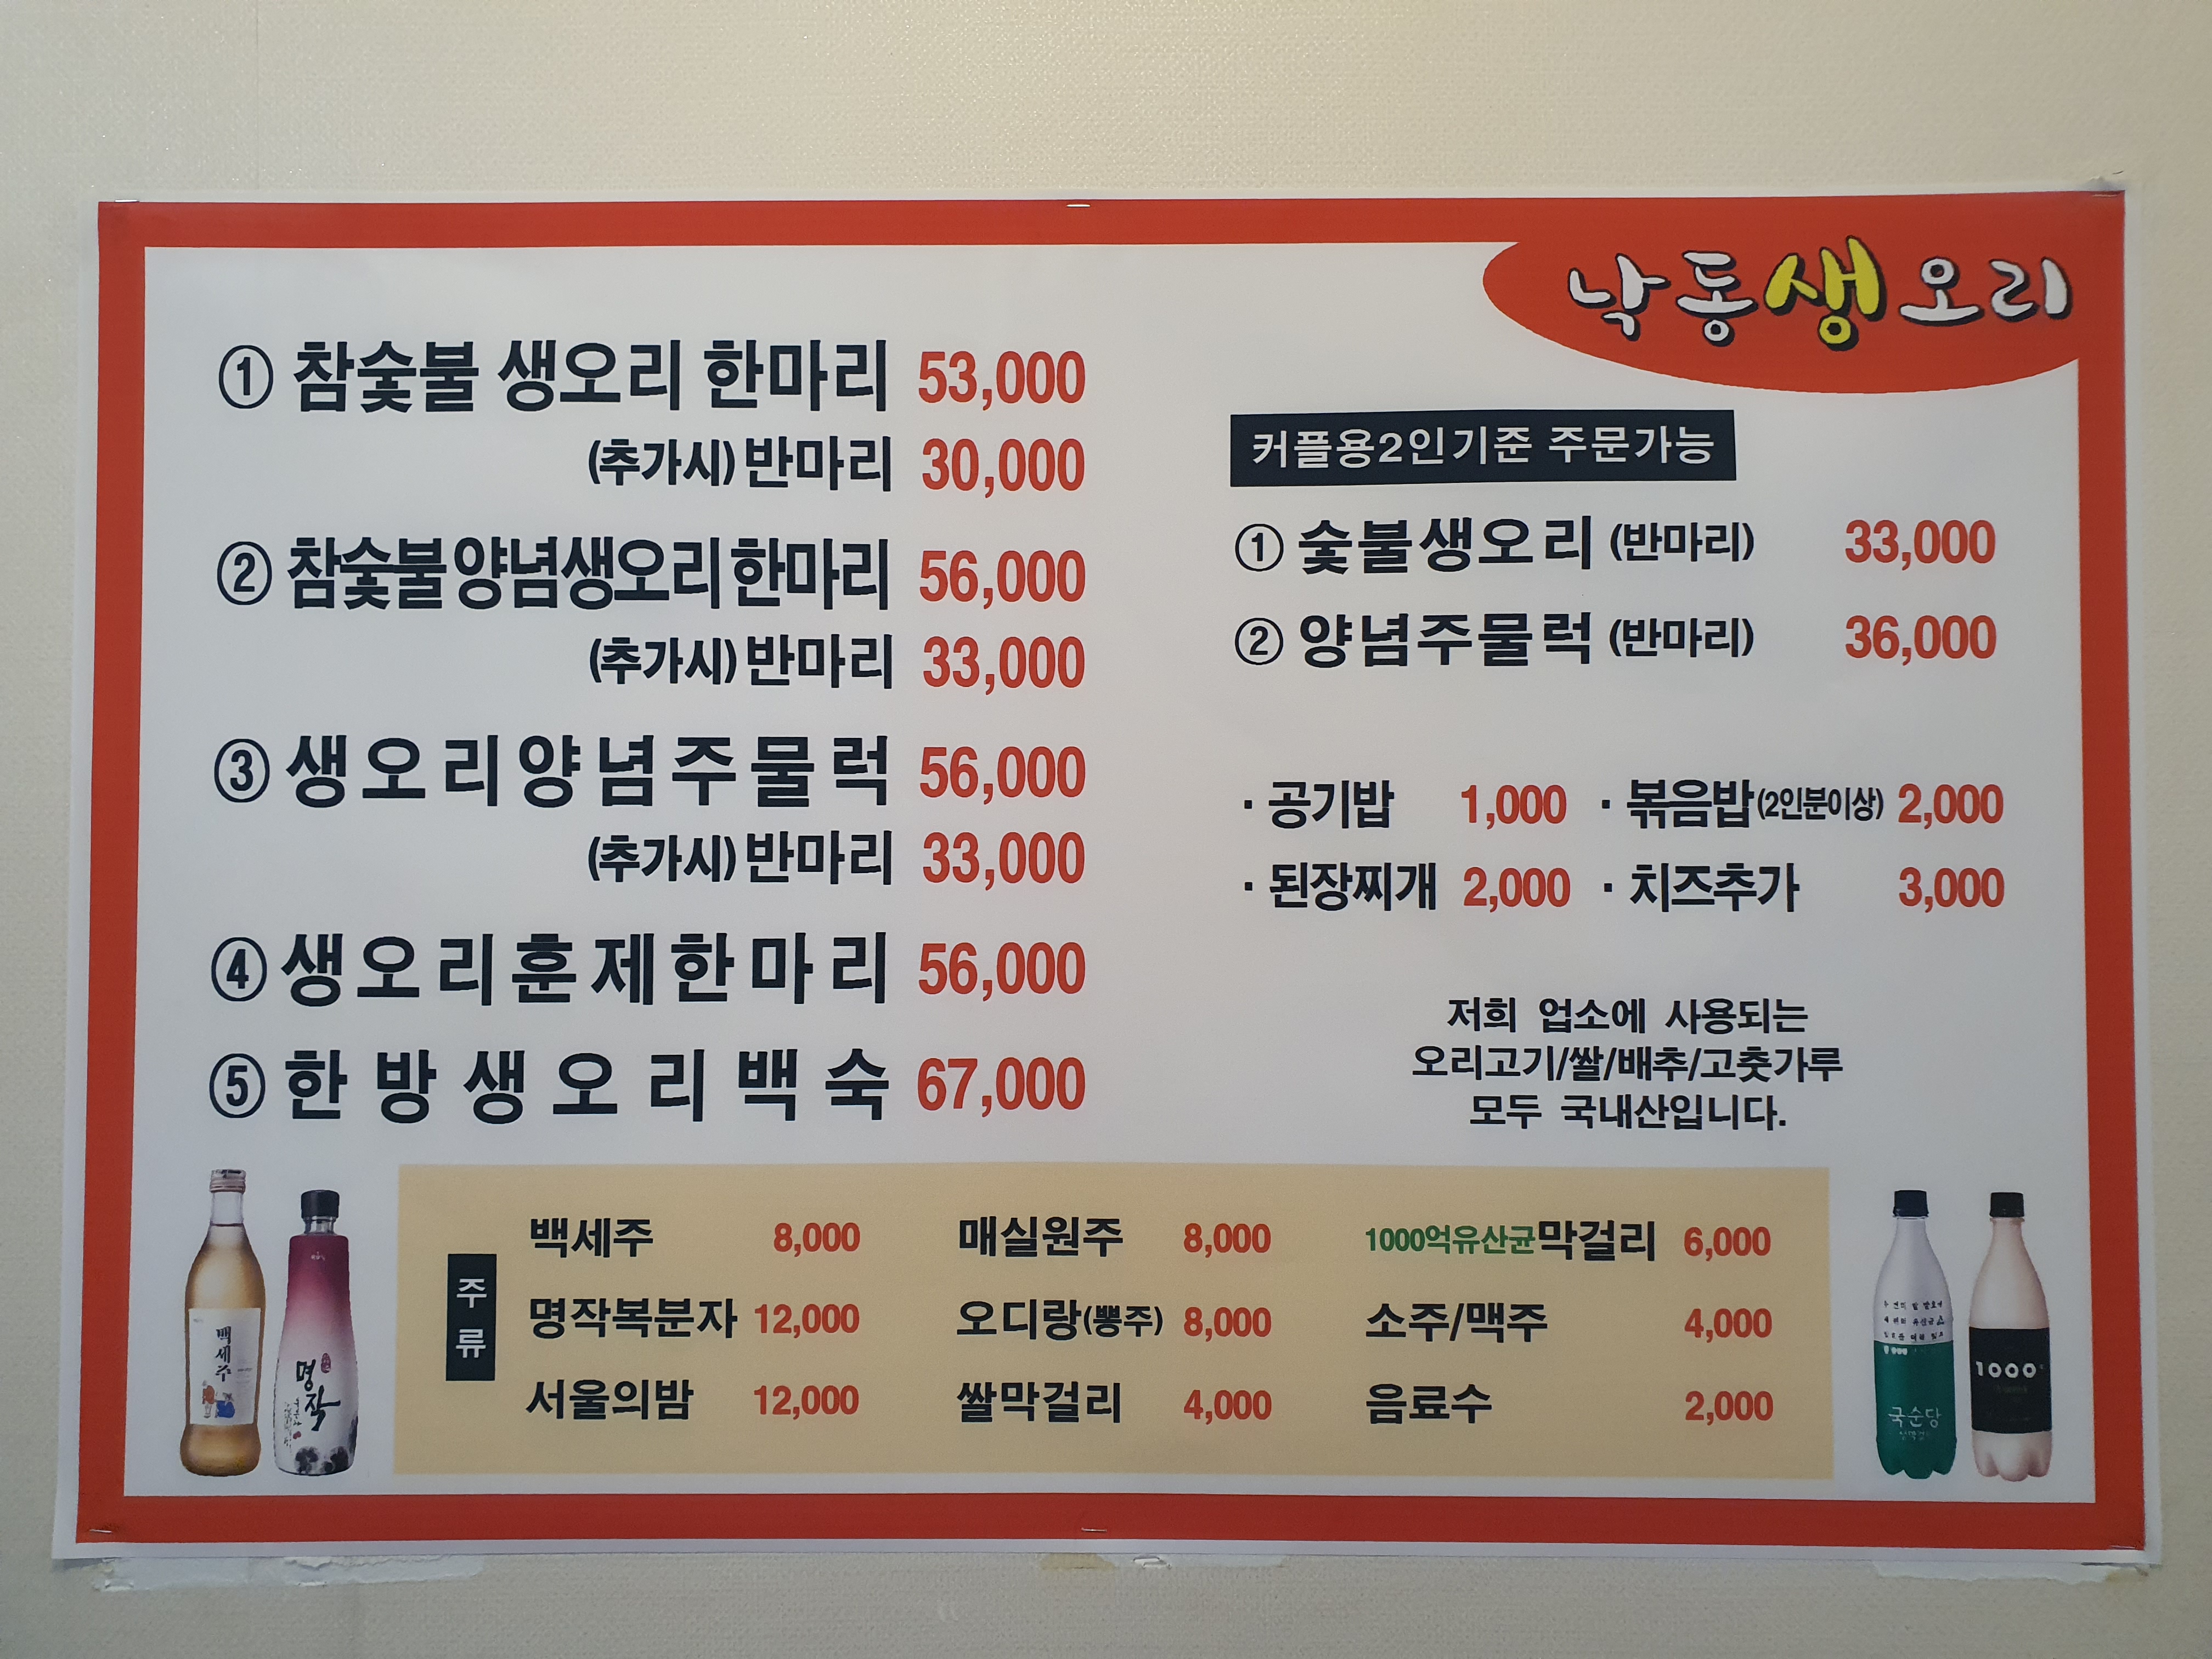 낙동생오리
① 참숯불 생오리 한마리 53,000
(추가시) 반마리 30,000
② 참숯불양념생오리한마리 56,000
(추가시) 반마리 33,000
③ 생오리양념주물럭 56,000
(추가시) 반마리 33,000
④ 생오리훈제한마리 56,000
⑤ 한방생오리백숙 67,000
커플용2인기준 주문가능
① 숯불생오리 (반마리) 33,000
② 양념주물럭 (반마리) 36,000
· 공기밥 1,000 · 볶음밥(2인분이상) 2,000
· 된장찌개 2,000 · 치즈추가 3,000
저희 업소에 사용되는
오리고기/쌀/배추/고춧가루
모두 국내산입니다.
주류
백세주 8,000 매실원주 8,000 1000억유산균막걸리 6,000
명작복분자 12,000 오디랑(뽕주) 8,000 소주/맥주 4,000
서울의밤 12,000 쌀막걸리 4,000 음료수 2,000
백세주
명작
국순당
1000